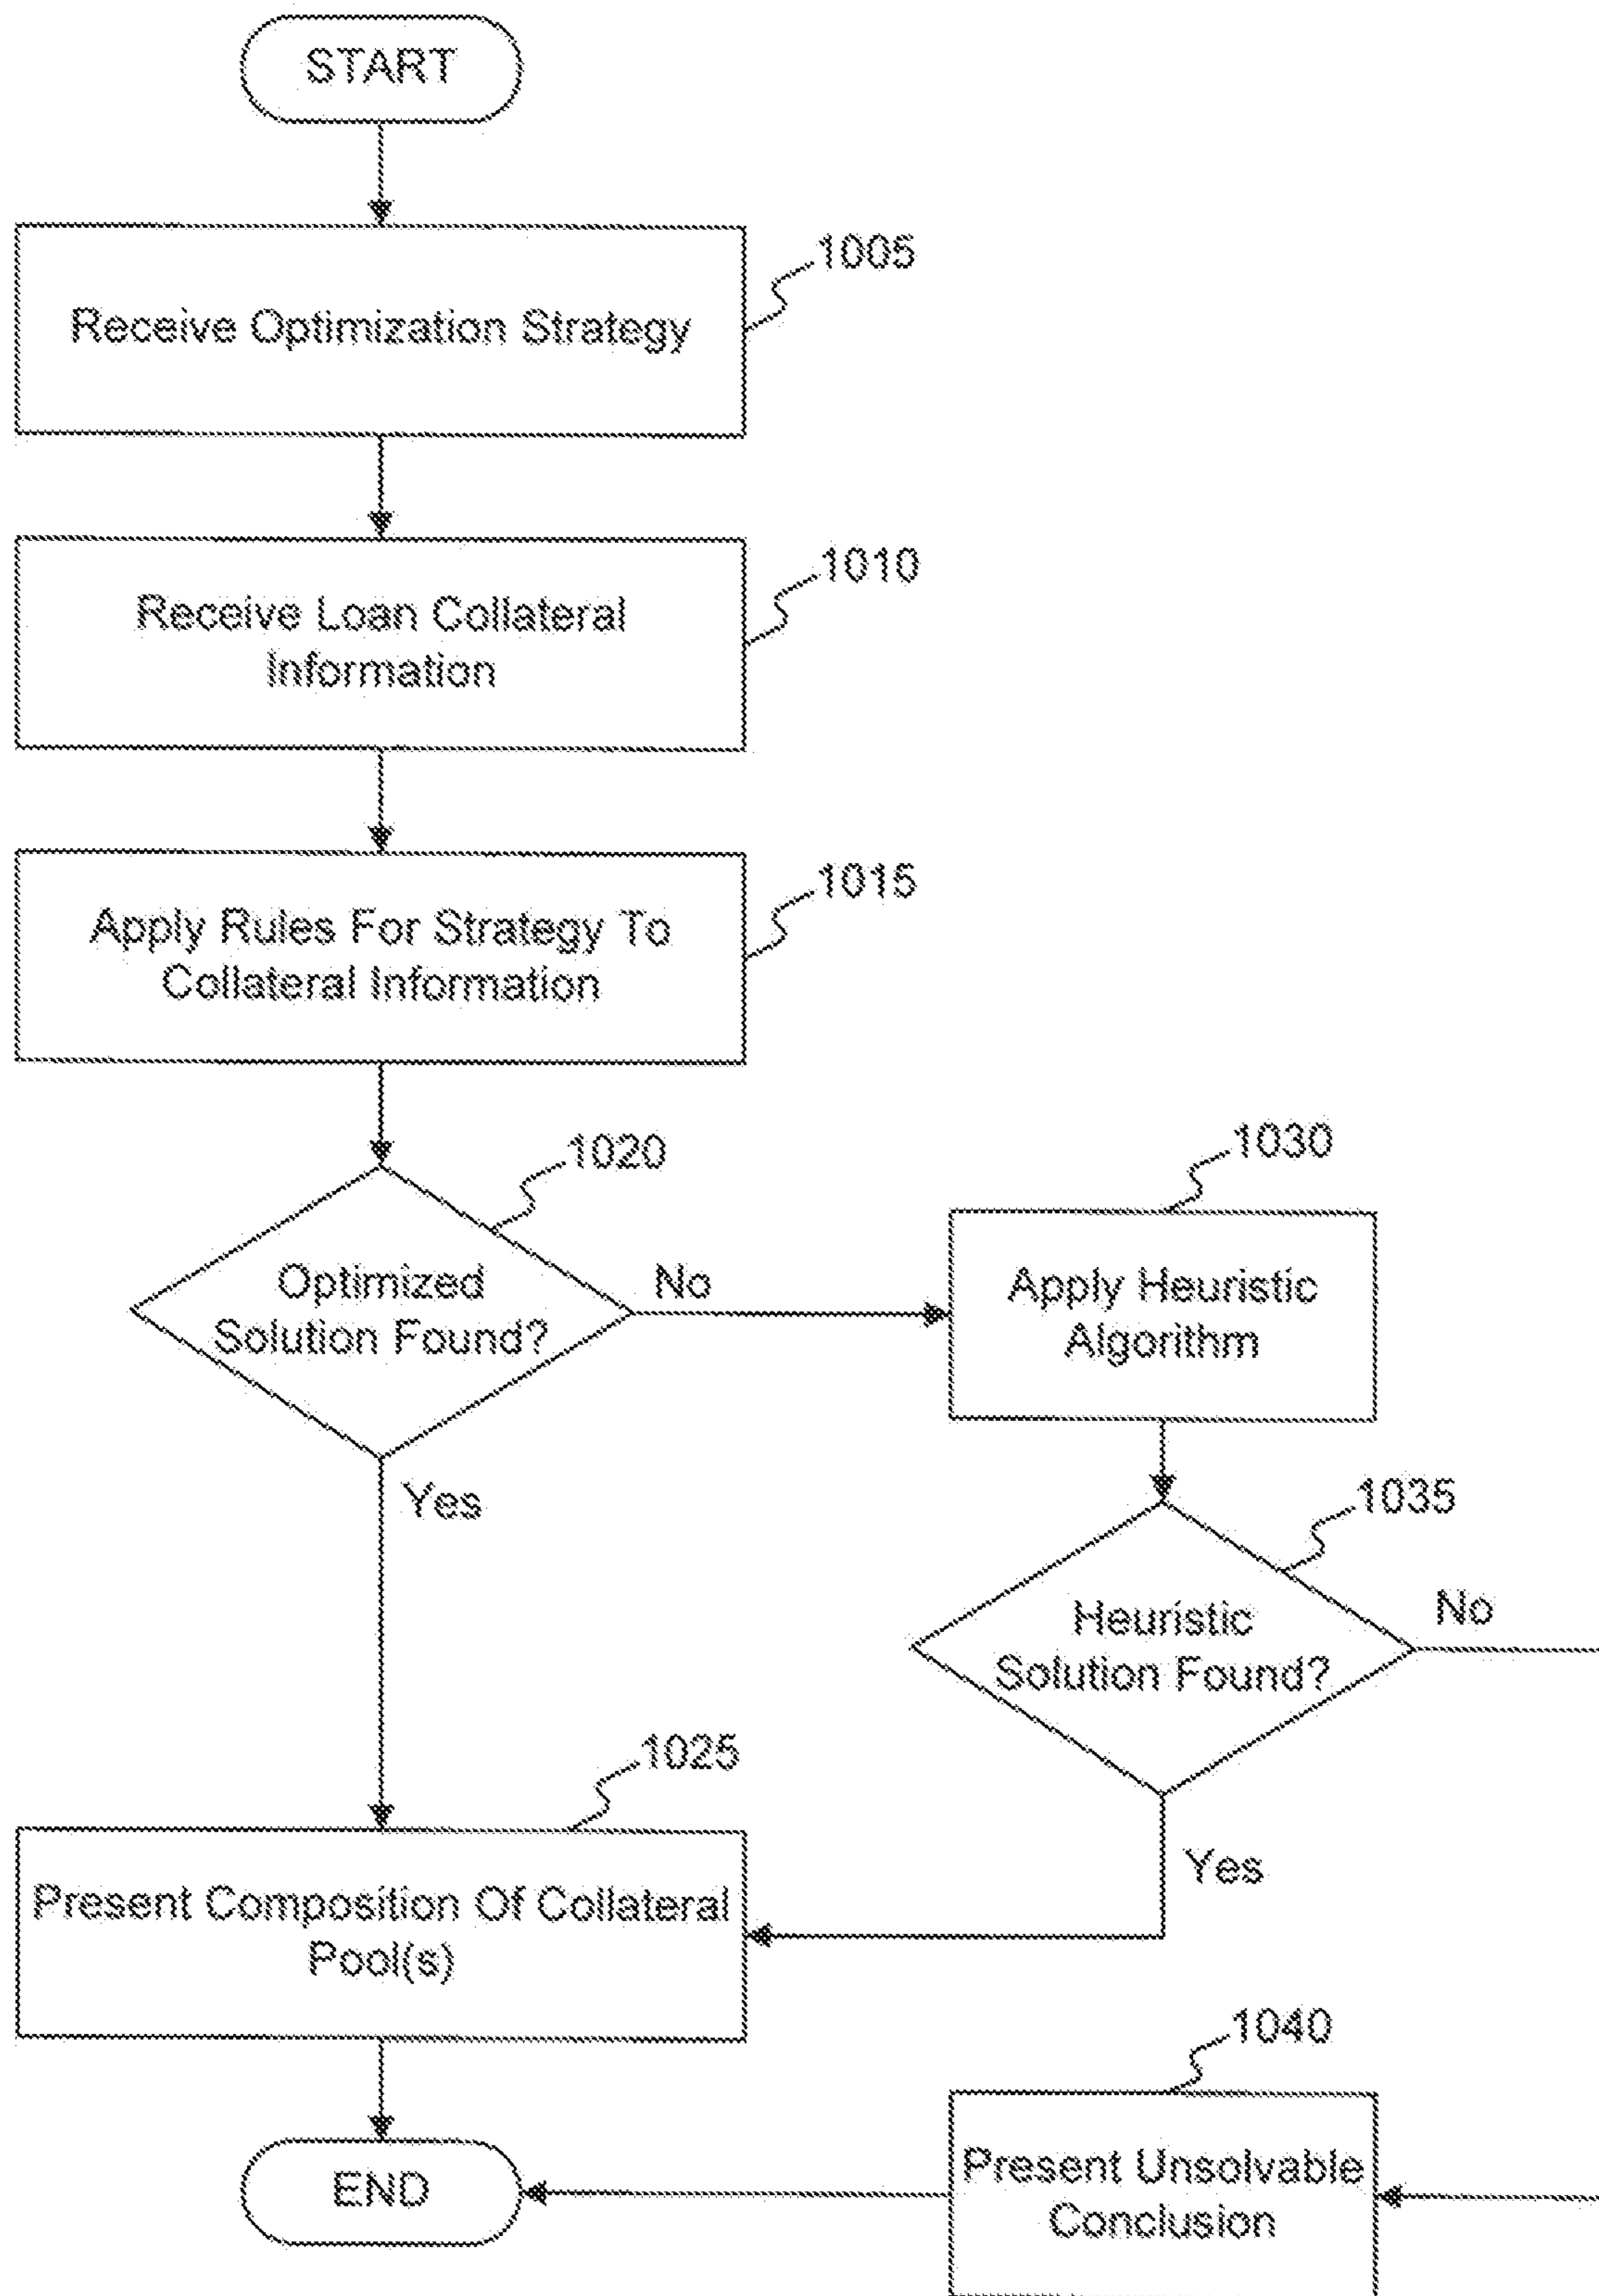 START
1005
Receive Optimization Strategy
1010
Receive Loan Collateral
Information
1015
Apply Rules For Strategy To
Collateral Information
1020
Optimized
Solution Found?
No
Yes
1030
Apply Heuristic
Algorithm
1035
Heuristic
Solution Found?
No
Yes
1025
Present Composition Of Collateral
Pool(s)
1040
Present Unsolvable
Conclusion
END